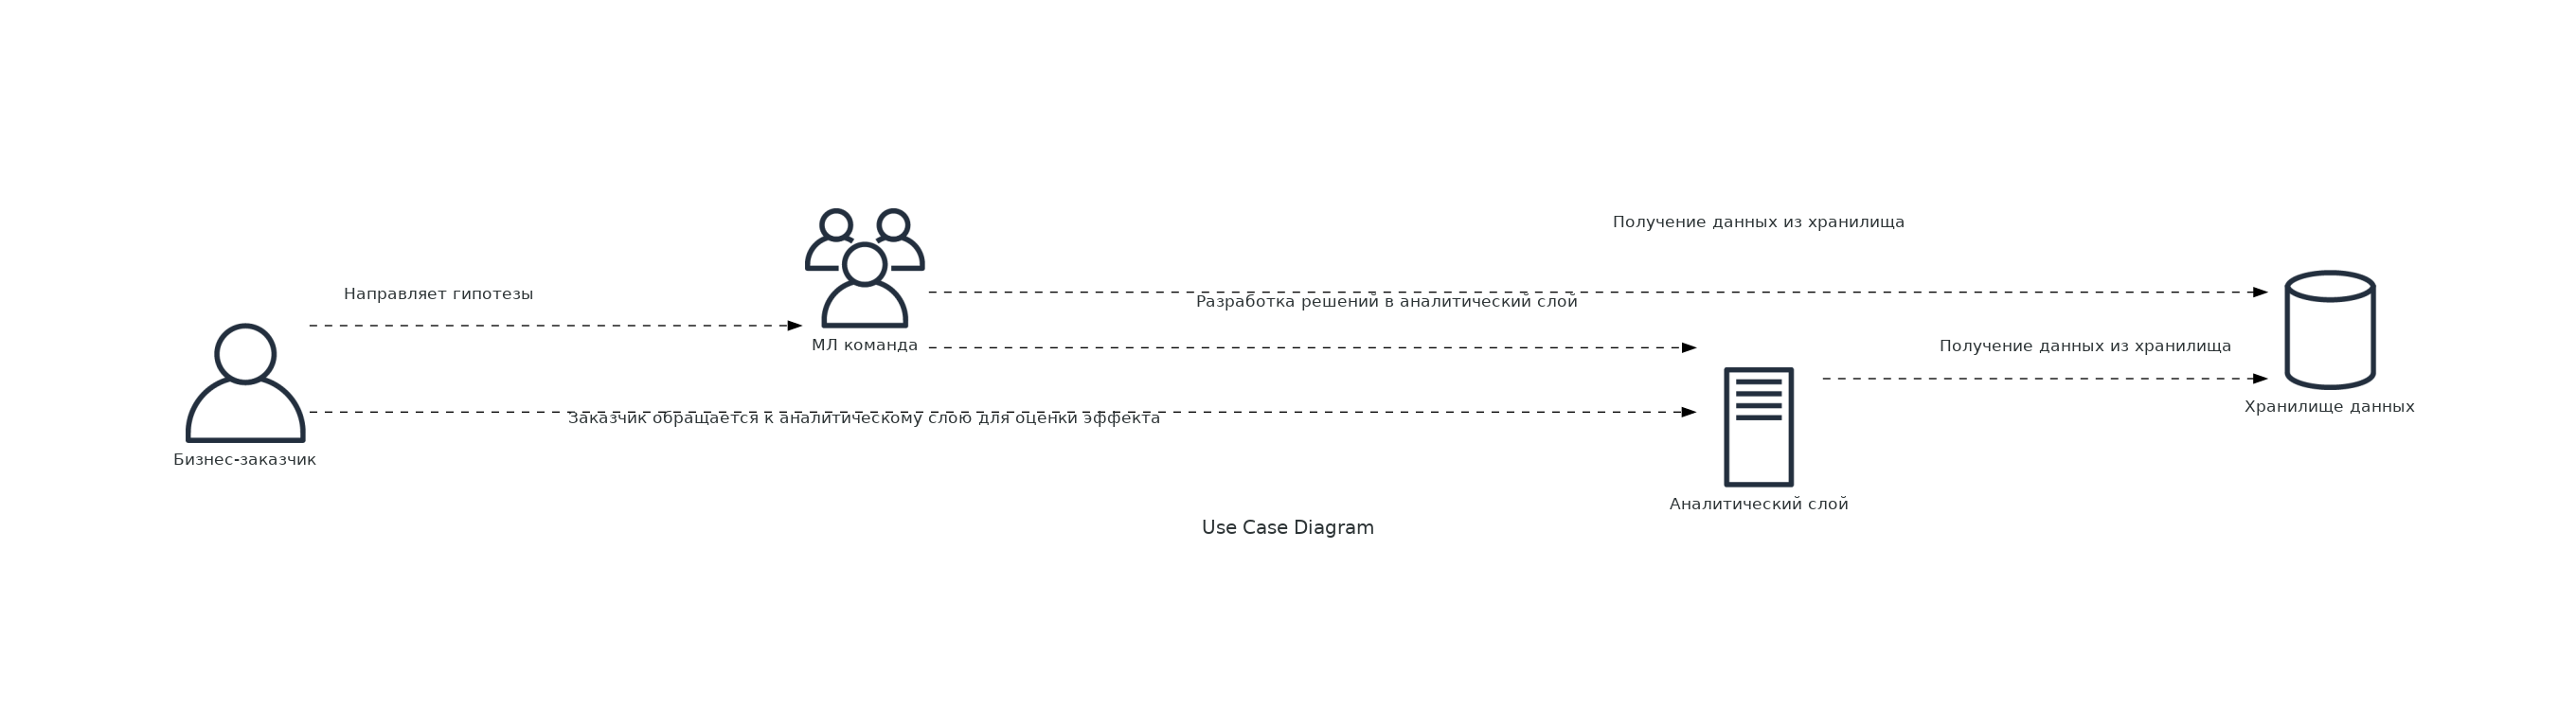 Получение данных из хранилища
Направляет гипотезы
Разработка решений в аналитический слой
МЛ команда
Получение данных из хранилища
Хранилище данных
Заказчик обращается к аналитическому слою для оценки эффекта
Бизнес-заказчик
Аналитический слой
Use Case Diagram